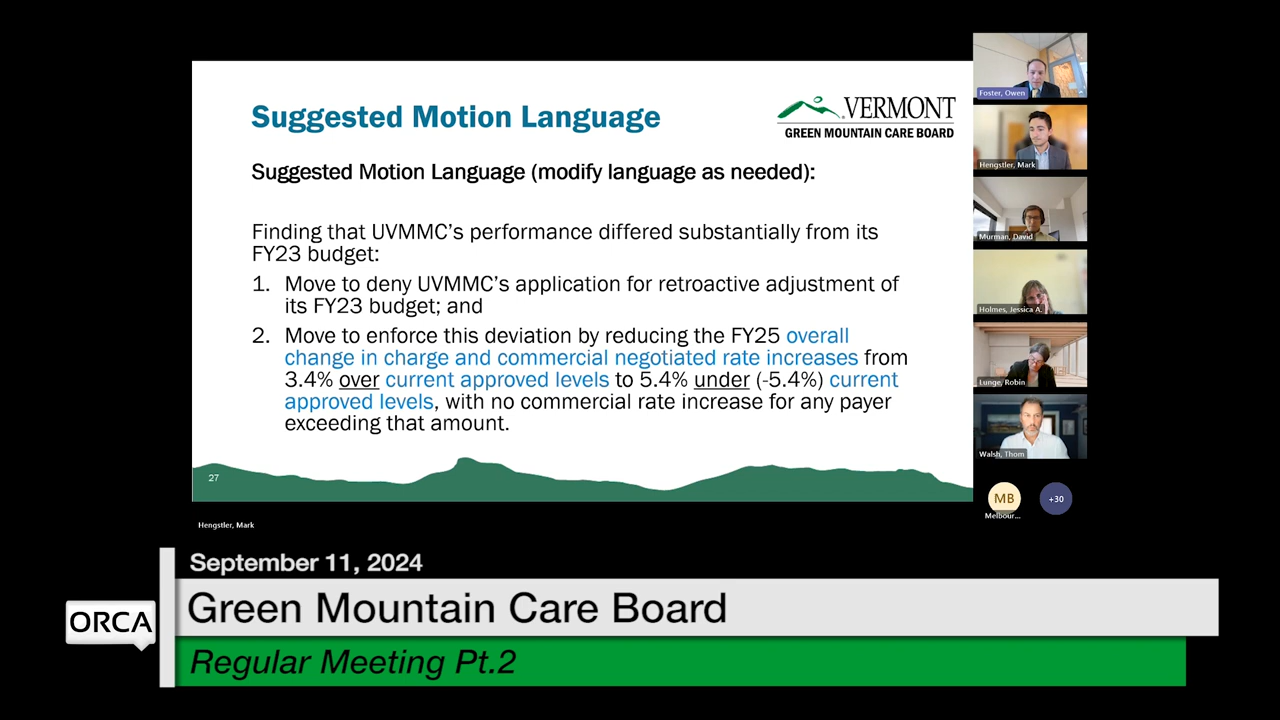 Suggested Motion Language
VERMONT
GREEN MOUNTAIN CARE BOARD
Suggested Motion Language (modify language as needed):
Finding that UVMMC's performance differed substantially from its
FY23 budget:
1. Move to deny UVMMC's application for retroactive adjustment of
its FY23 budget; and
2. Move to enforce this deviation by reducing the FY25 overall
change in charge and commercial negotiated rate increases from
3.4% over current approved levels to 5.4% under (-5.4%) current
approved levels, with no commercial rate increase for any payer
exceeding that amount.
27
Hengstler, Mark
Foster, Owen
Hengstler, Mark
Murman, David
Holmes, Jessica A.
Lunge, Robin
Walsh, Thom
MB
Melbour...
+30
September 11, 2024
ORCA
Green Mountain Care Board
Regular Meeting Pt.2